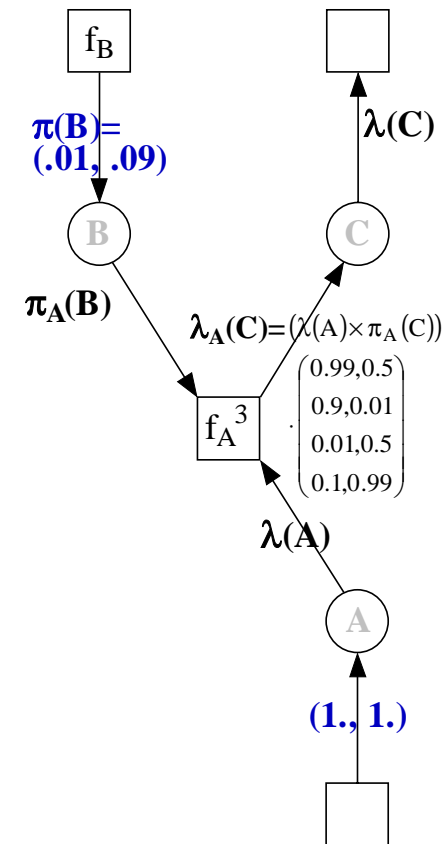 f_B
π(B)=
(.01, .09)
λ(C)
B
C
π_A(B)
λ_A(C)=(λ(A)×π_A(C))
f_A^3
·(0.99,0.5
0.9,0.01
0.01,0.5
0.1,0.99)
λ(A)
A
(1., 1.)